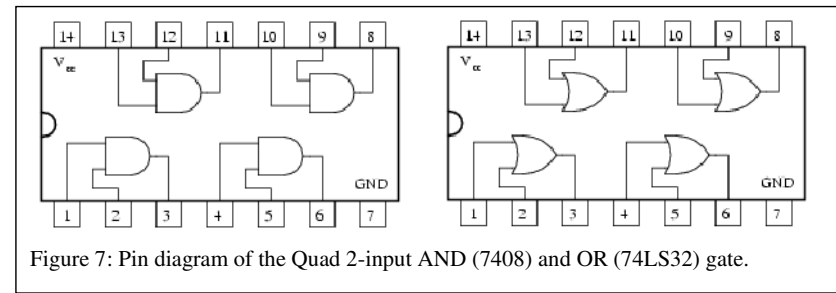 14 13 12 11 10 9 8
14 13 12 11 10 9 8
V
V
GND
GND
1 2 3 4 5 6 7
1 2 3 4 5 6 7
Figure 7: Pin diagram of the Quad 2-input AND (7408) and OR (74LS32) gate.